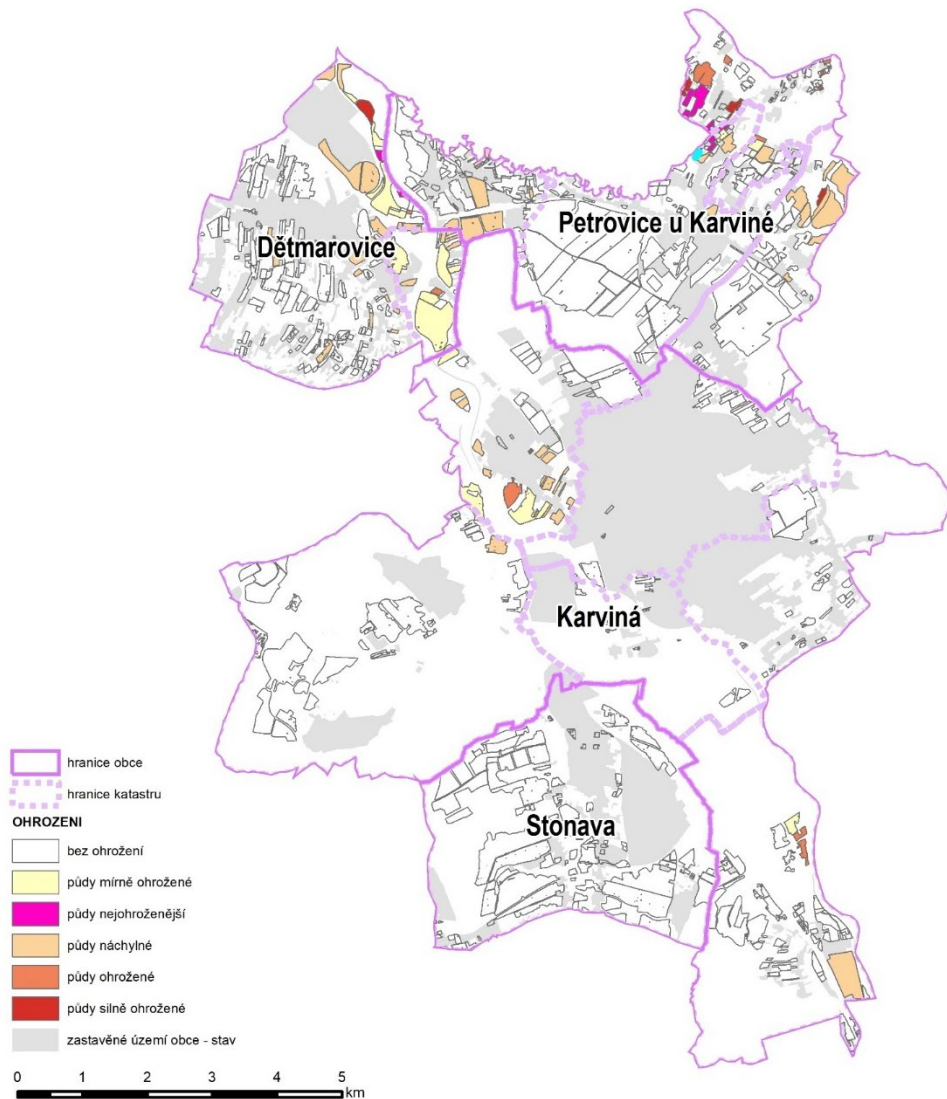 Petrovice u Karviné
Dětmarovice
Karviná
Stonava
hranice obce
hranice katastru
OHROZENI
bez ohrožení
půdy mírně ohrožené
půdy nejohroženější
půdy náchylné
půdy ohrožené
půdy silně ohrožené
zastavěné území obce - stav
0 1 2 3 4 5
km